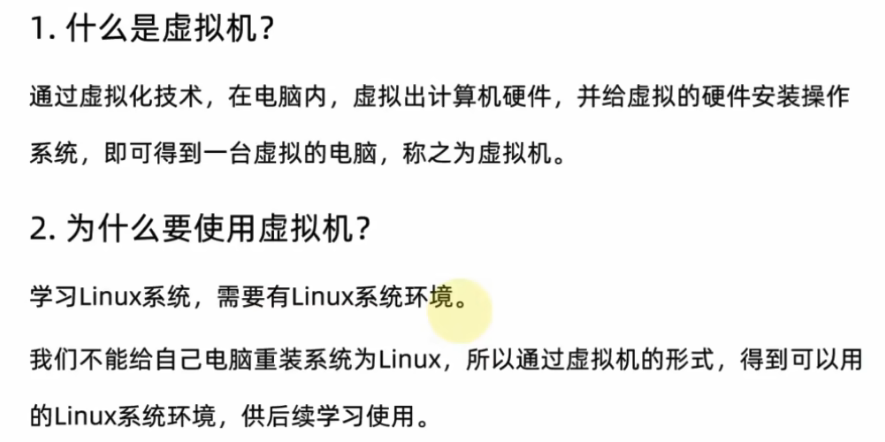 1. 什么是虚拟机？
通过虚拟化技术，在电脑内，虚拟出计算机硬件，并给虚拟的硬件安装操作
系统，即可得到一台虚拟的电脑，称之为虚拟机。
2. 为什么要使用虚拟机？
学习Linux系统，需要有Linux系统环境。
我们不能给自己电脑重装系统为Linux，所以通过虚拟机的形式，得到可以用
的Linux系统环境，供后续学习使用。